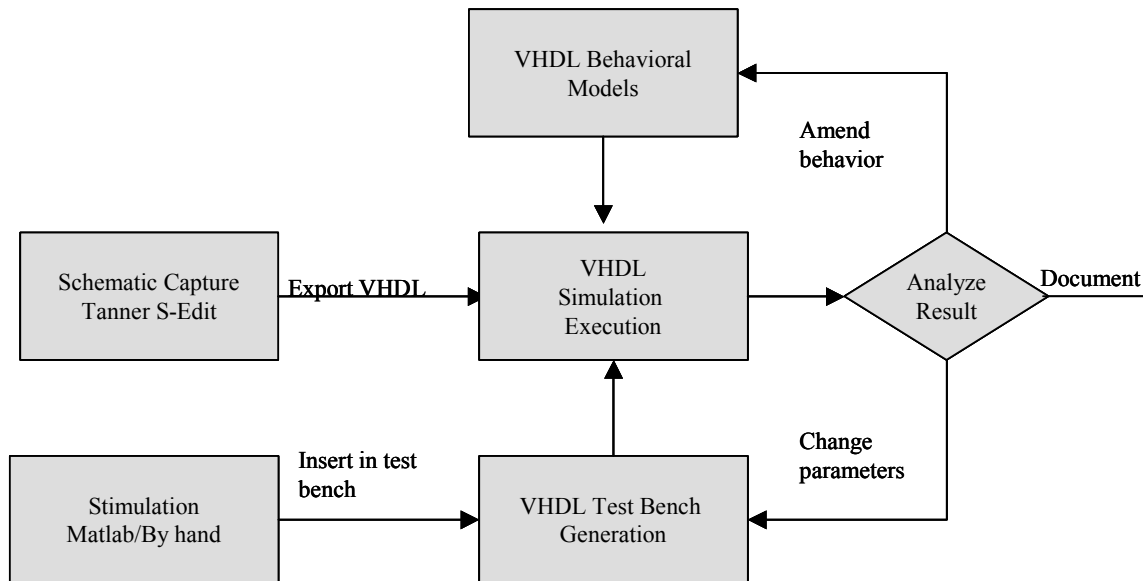 VHDL Behavioral
Models
Amend
behavior
Schematic Capture
Tanner S-Edit
Export VHDL
VHDL
Simulation
Execution
Analyze
Result
Document
Stimulation
Matlab/By hand
Insert in test
bench
VHDL Test Bench
Generation
Change
parameters